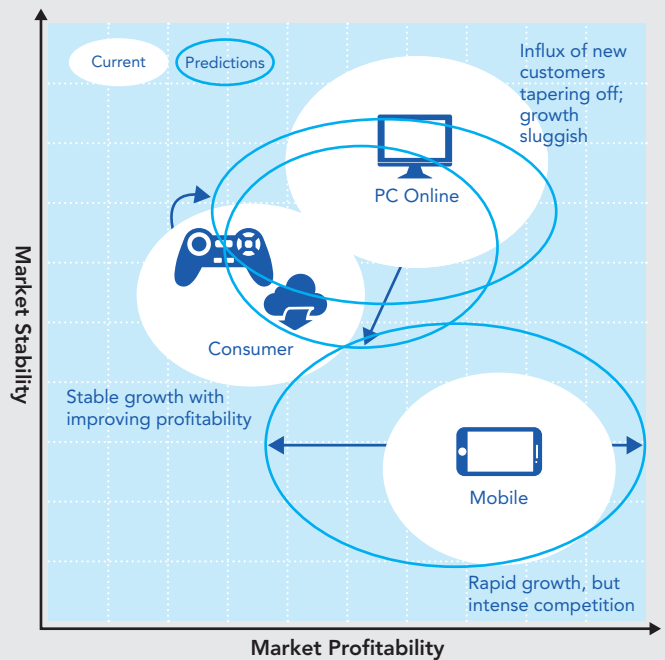 Current
Predictions
Influx of new
customers
tapering off;
growth
sluggish
PC Online
Consumer
Stable growth with
improving profitability
Mobile
Rapid growth, but
intense competition
Market Stability
Market Profitability